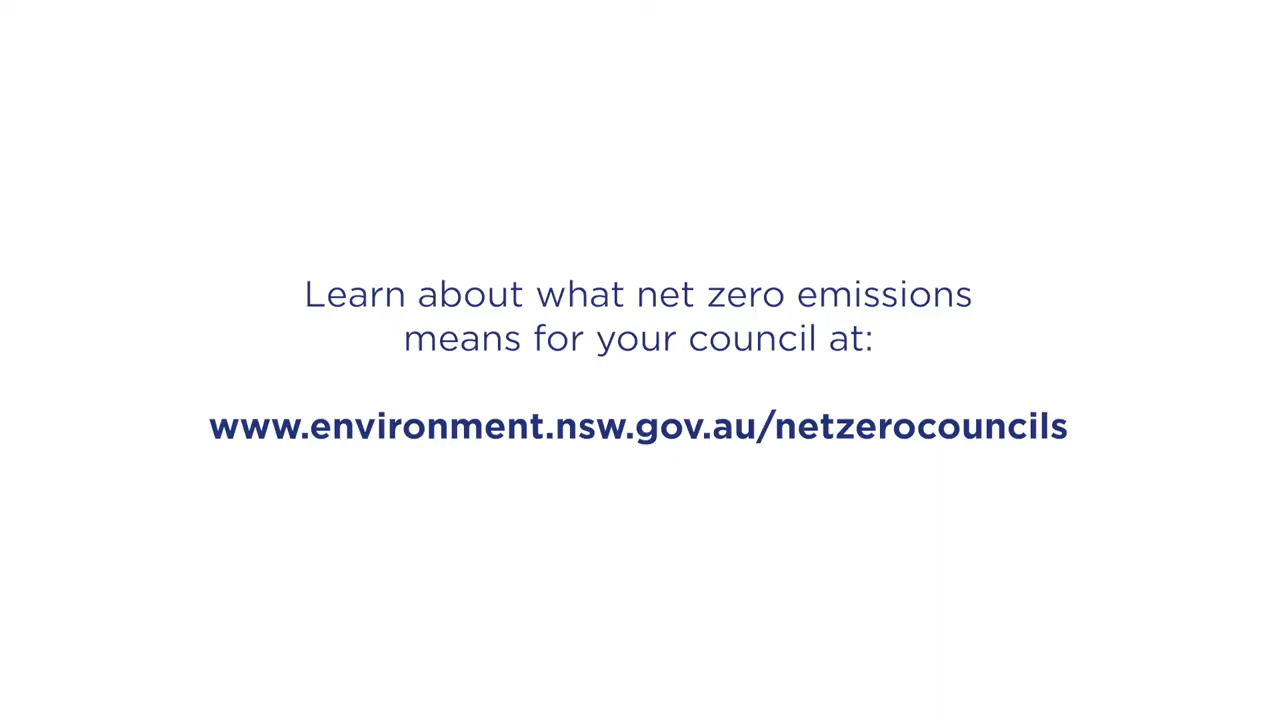 Learn about what net zero emissions
means for your council at:
www.environment.nsw.gov.au/netzerocouncils